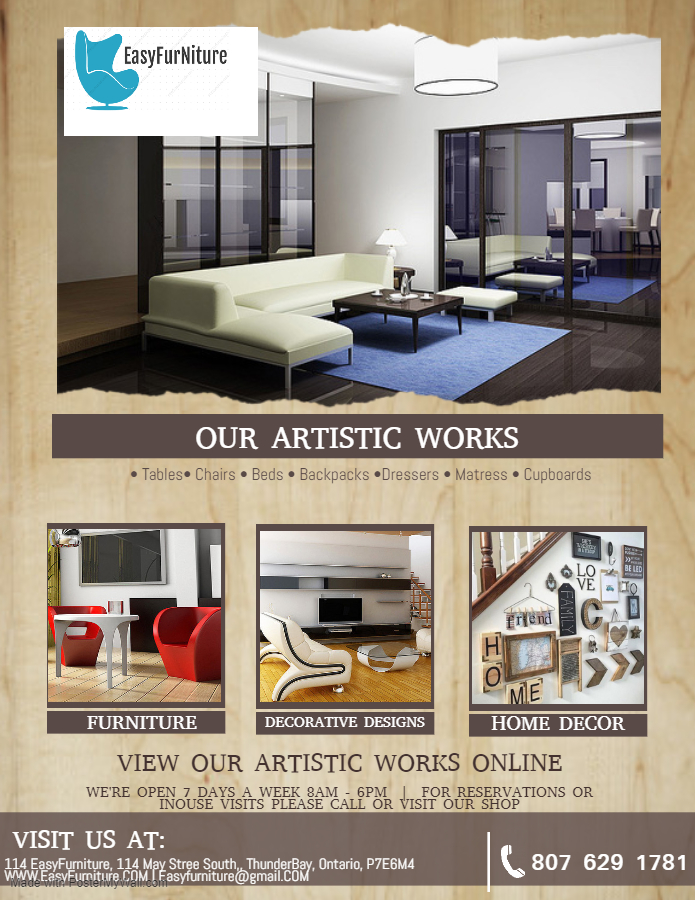 EasyFurNiture
OUR ARTISTIC WORKS
• Tables• Chairs • Beds • Backpacks •Dressers • Matress • Cupboards
LO
VE
FAMILY
friend
C
BE LED
H
O
M E
FURNITURE
DECORATIVE DESIGNS
HOME DECOR
VIEW OUR ARTISTIC WORKS ONLINE
WE'RE OPEN 7 DAYS A WEEK 8AM - 6PM | FOR RESERVATIONS OR
INOUSE VISITS PLEASE CALL OR VISIT OUR SHOP
VISIT US AT:
114 EasyFurniture, 114 May Stree South,, ThunderBay, Ontario, P7E6M4
WWW.EasyFurniture.COM | Easyfurniture@gmail.COM
Made with PosterMyWall.com
807 629 1781